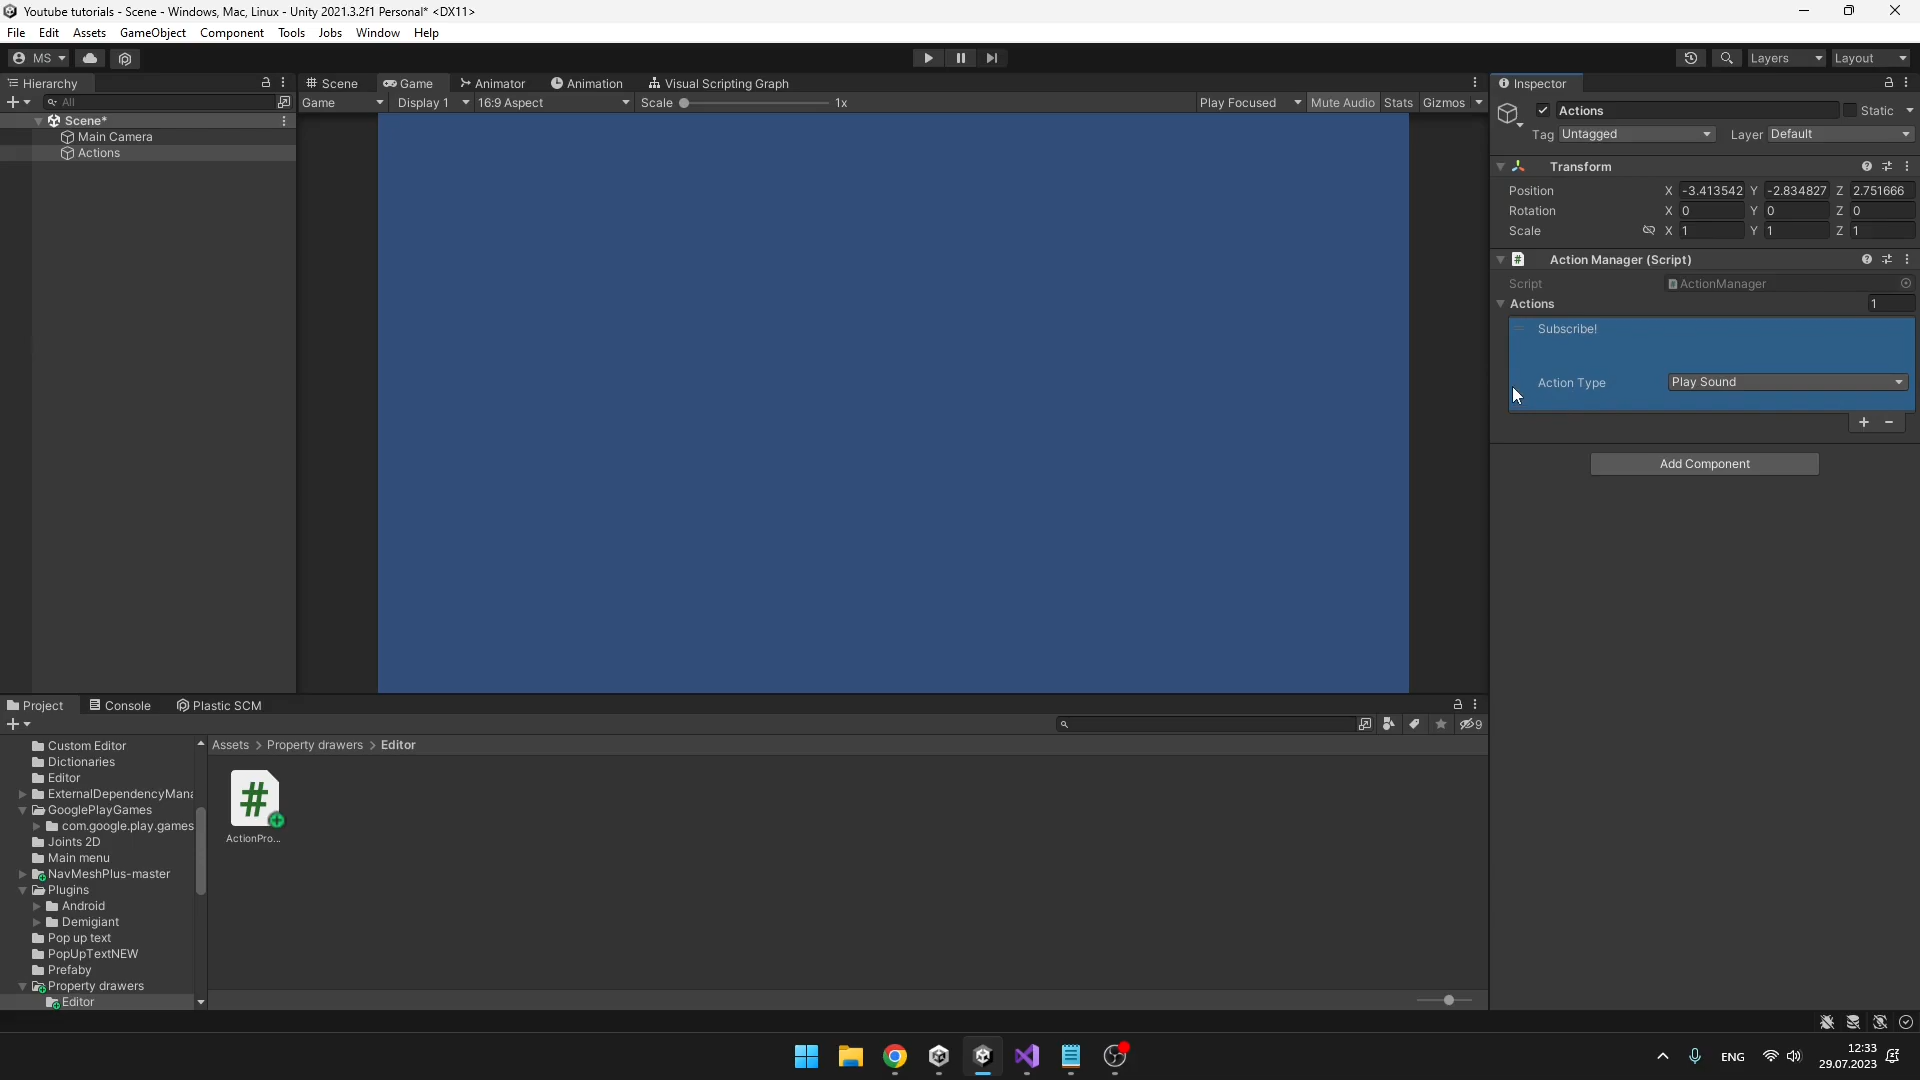 Youtube tutorials - Scene - Windows, Mac, Linux - Unity 2021.3.2f1 Personal* <DX11>
File Edit Assets GameObject Component Tools Jobs Window Help
MS Layers Layout
Hierarchy Scene Game Animator Animation Visual Scripting Graph Inspector
All Game Display 1 16:9 Aspect Scale 1x Play Focused Mute Audio Stats Gizmos
Actions Static
Tag Untagged Layer Default
Scene*
Main Camera
Actions
Transform
Position X -3.413542 Y -2.834827 Z 2.751666
Rotation X 0 Y 0 Z 0
Scale X 1 Y 1 Z 1
# Action Manager (Script)
Script ActionManager
Actions 1
Subscribe!
Action Type Play Sound
Add Component
Project Console Plastic SCM
9
Assets > Property drawers > Editor
Custom Editor
Dictionaries
Editor
ExternalDependencyMana
GooglePlayGames
com.google.play.games
Joints 2D
Main menu
NavMeshPlus-master
Plugins
Android
Demigiant
Pop up text
PopUpTextNEW
Prefaby
Property drawers
Editor
#
ActionPro...
ENG
12:33
29.07.2023